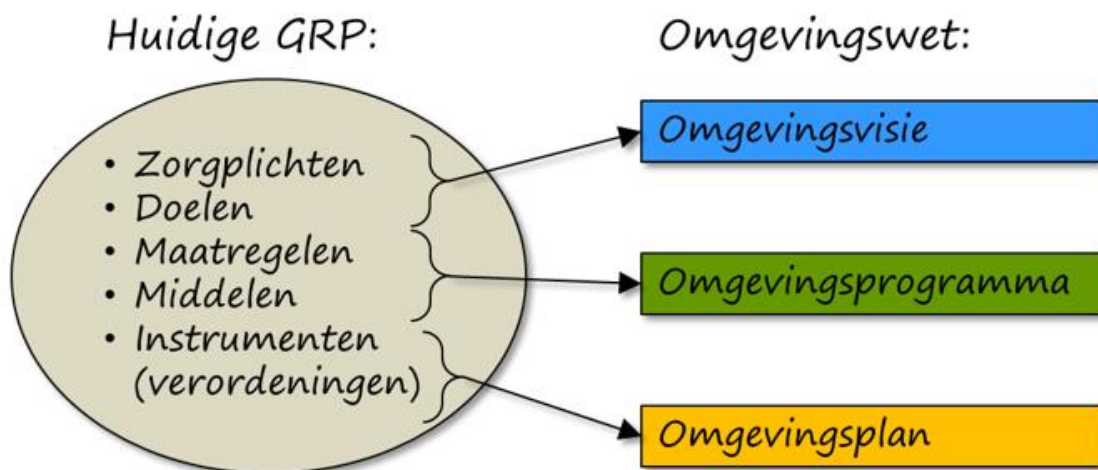 Huidige GRP:
Omgevingswet:
• Zorgplichten
• Doelen
• Maatregelen
• Middelen
• Instrumenten
(verordeningen)
Omgevingsvisie
Omgevingsprogramma
Omgevingsplan